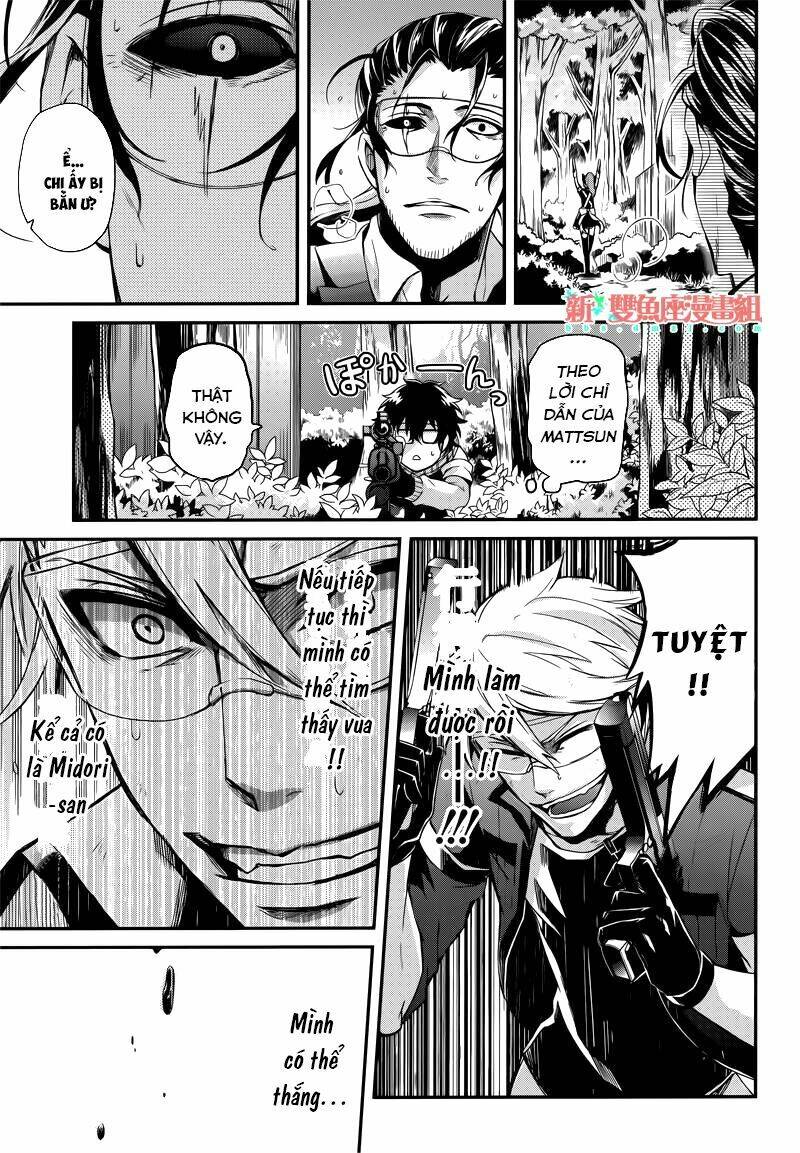 Ể...
CHỊ ẤY BỊ
BẮN Ư?
新☆雙魚座漫畫組
THEO
LỜI CHỈ
DẪN CỦA
MATTSUN
...
ぽかーんっ
THẬT
KHÔNG
VẬY.
TUYỆT
!!
Mình làm
được rồi
...!!
!!!
Nếu tiếp
tục thì
mình có
thể tìm
thấy vua
!!
Kể cả có
là Midori
-san
Mình
có thể
thắng...